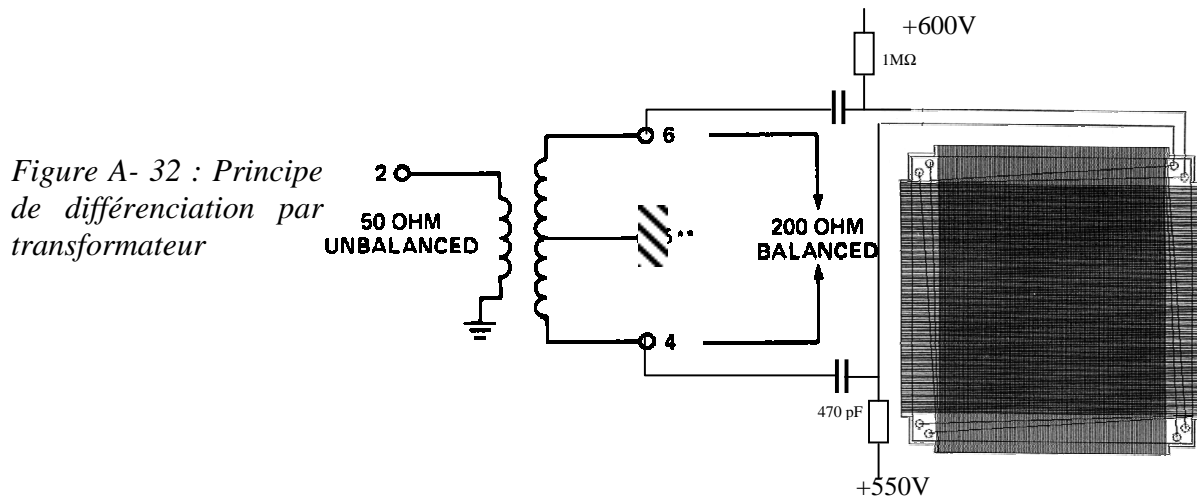 Figure A- 32 : Principe
de différenciation par
transformateur
+600V
1MΩ
6
2
50 OHM
UNBALANCED
200 OHM
BALANCED
4
470 pF
+550V